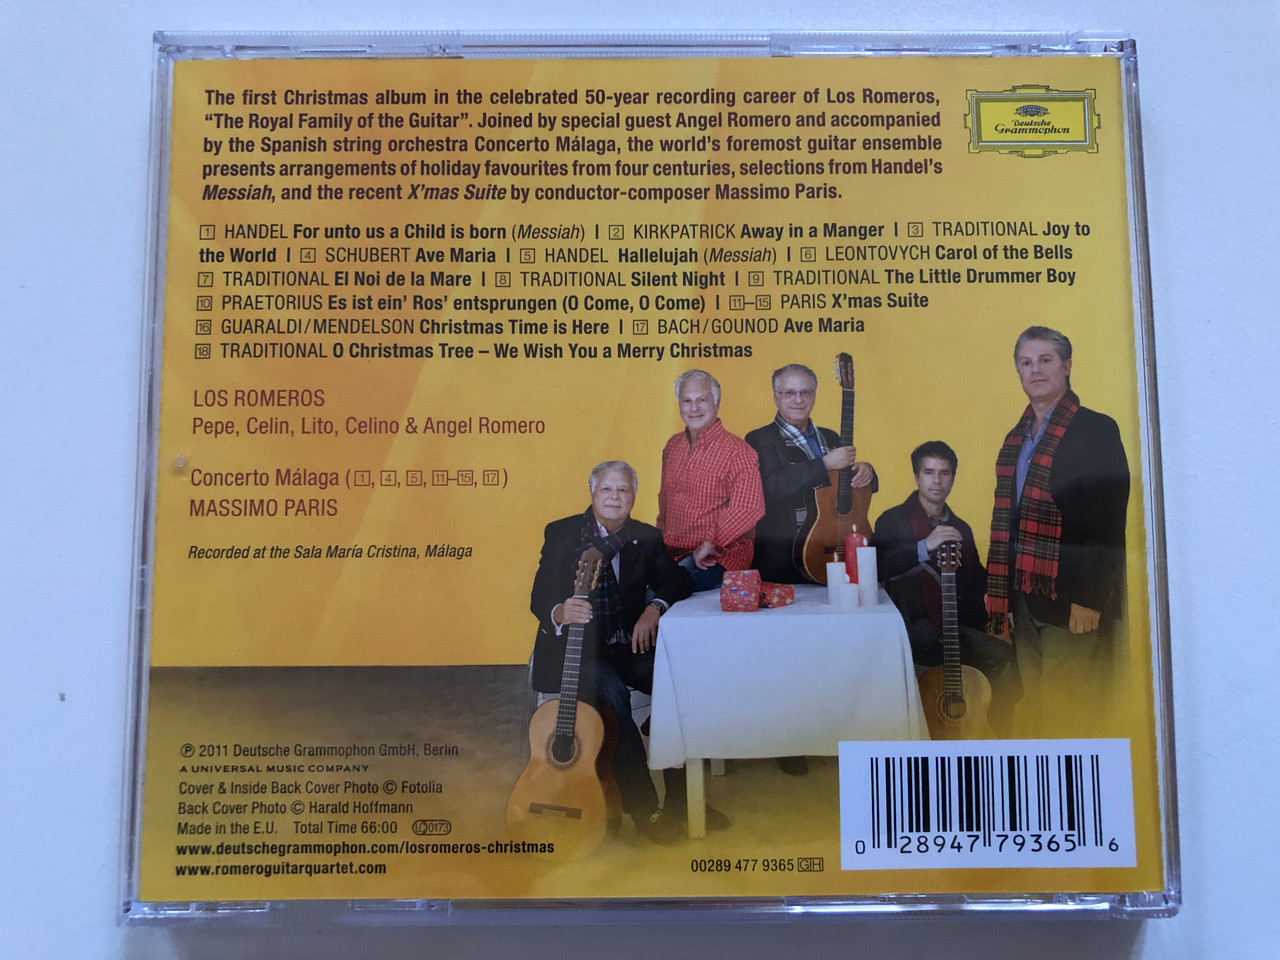 The first Christmas album in the celebrated 50-year recording career of Los Romeros,
“The Royal Family of the Guitar”. Joined by special guest Angel Romero and accompanied
by the Spanish string orchestra Concerto Málaga, the world’s foremost guitar ensemble
presents arrangements of holiday favourites from four centuries, selections from Handel’s
Messiah, and the recent X’mas Suite by conductor-composer Massimo Paris.
Deutsche
Grammophon
1 HANDEL For unto us a Child is born (Messiah) I 2 KIRKPATRICK Away in a Manger I 3 TRADITIONAL Joy to
the World I 4 SCHUBERT Ave Maria I 5 HANDEL Hallelujah (Messiah) I 6 LEONTOVYCH Carol of the Bells
7 TRADITIONAL El Noi de la Mare I 8 TRADITIONAL Silent Night I 9 TRADITIONAL The Little Drummer Boy
10 PRAETORIUS Es ist ein’ Ros’ entsprungen (O Come, O Come) I 11–15 PARIS X’mas Suite
16 GUARALDI/MENDELSON Christmas Time is Here I 17 BACH/GOUNOD Ave Maria
18 TRADITIONAL O Christmas Tree – We Wish You a Merry Christmas
LOS ROMEROS
Pepe, Celin, Lito, Celino & Angel Romero
Concerto Málaga (1, 4, 5, 11–15, 17)
MASSIMO PARIS
Recorded at the Sala María Cristina, Málaga
℗ 2011 Deutsche Grammophon GmbH, Berlin
A UNIVERSAL MUSIC COMPANY
Cover & Inside Back Cover Photo © Fotolia
Back Cover Photo © Harald Hoffmann
Made in the E.U. Total Time 66:00 LC 0173
www.deutschegrammophon.com/losromeros-christmas
www.romeroguitarquartet.com
00289 477 9365 GH
0 28947 79365 6